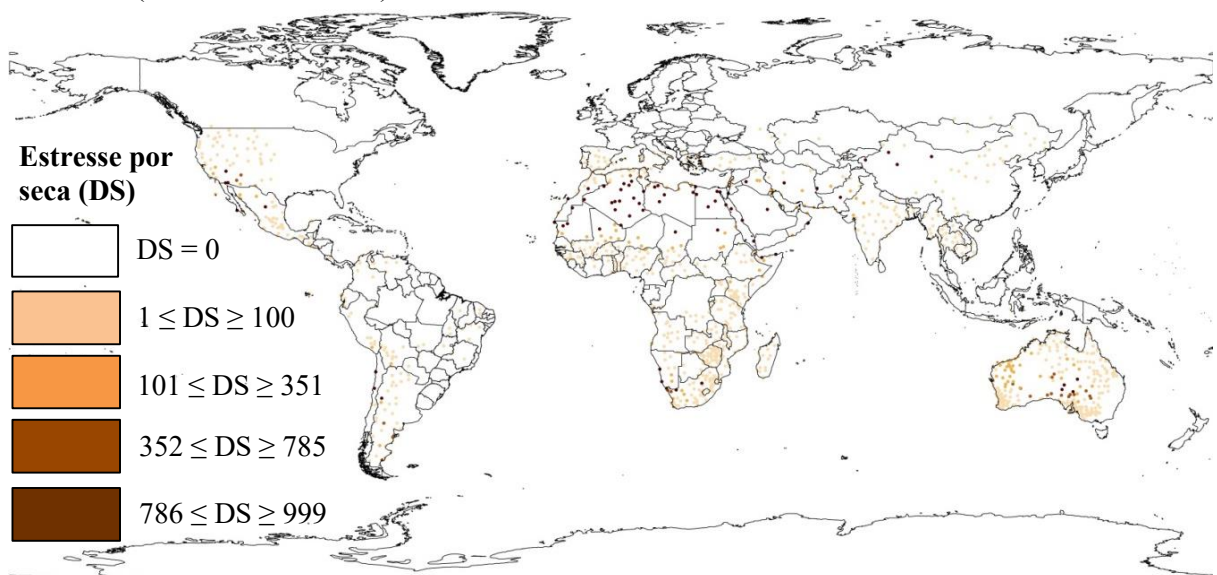 Estresse por
seca (DS)
DS = 0
1 ≤ DS ≥ 100
101 ≤ DS ≥ 351
352 ≤ DS ≥ 785
786 ≤ DS ≥ 999